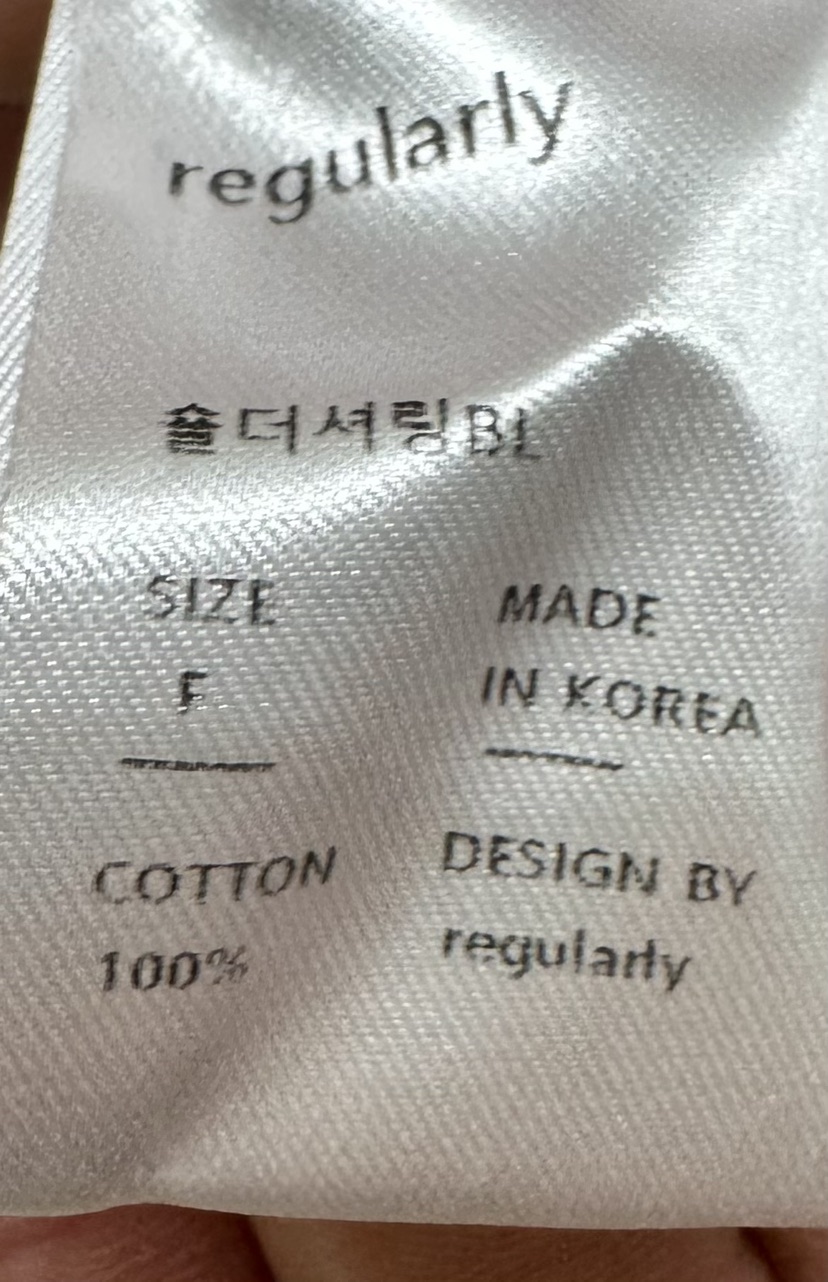 regularly
숄더셔링BL
SIZE
F
MADE
IN KOREA
COTTON
100%
DESIGN BY
regularly